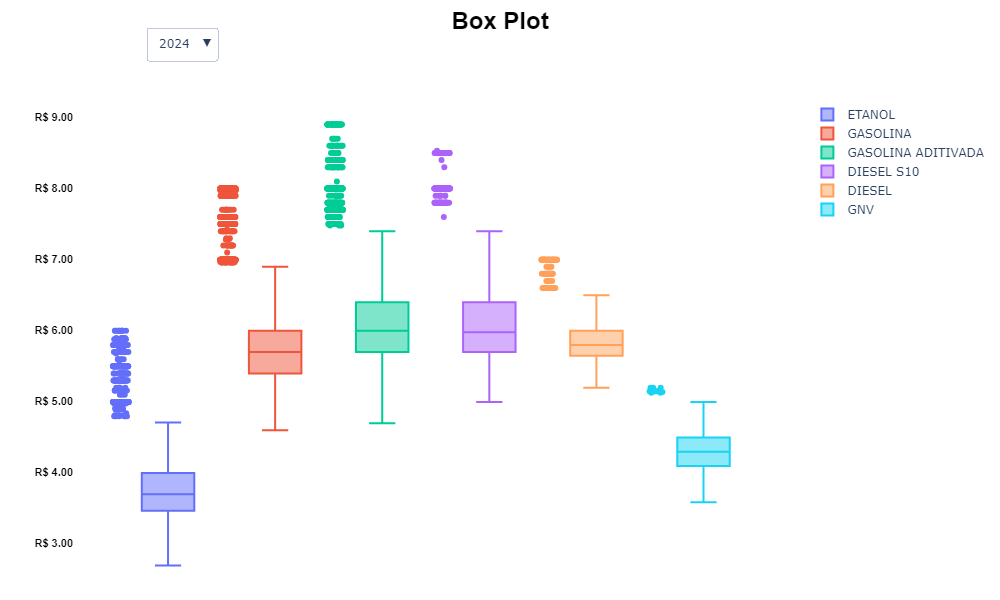 Box Plot
2024 ▼
R$ 9.00
R$ 8.00
R$ 7.00
R$ 6.00
R$ 5.00
R$ 4.00
R$ 3.00
ETANOL
GASOLINA
GASOLINA ADITIVADA
DIESEL S10
DIESEL
GNV